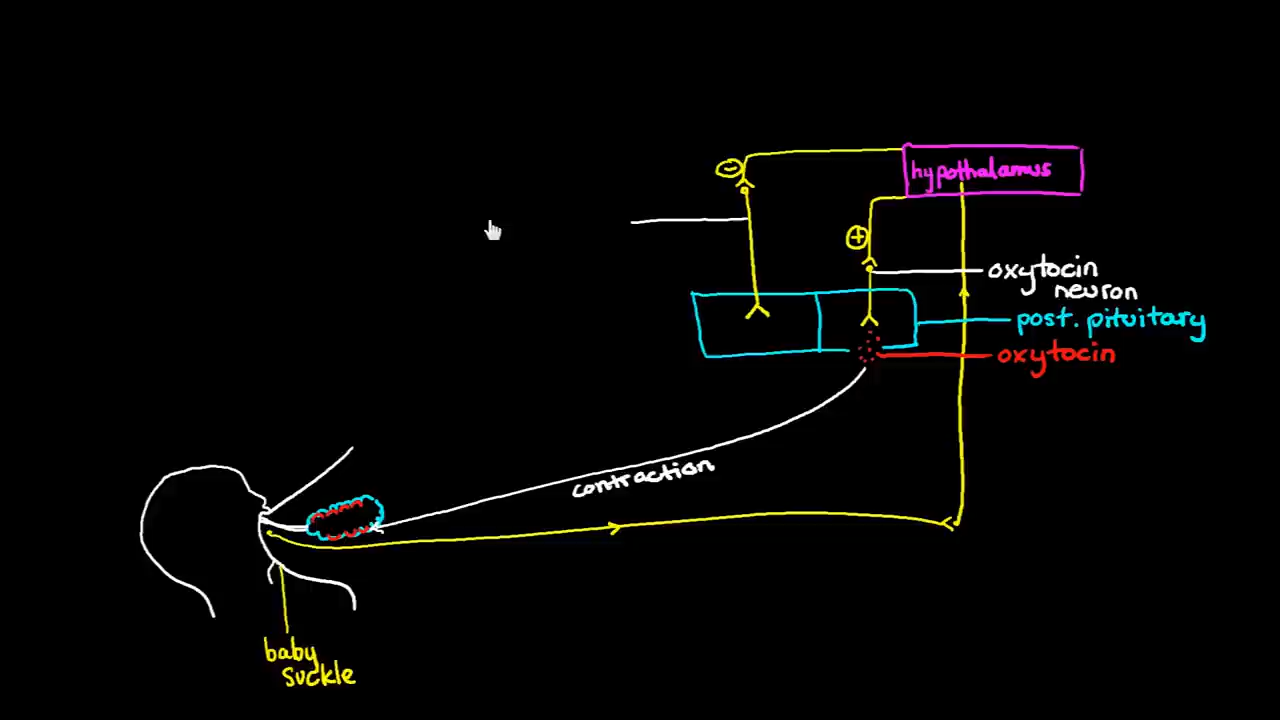 hypothalamus
-
+
oxytocin
neuron
post. pituitary
oxytocin
contraction
baby
suckle